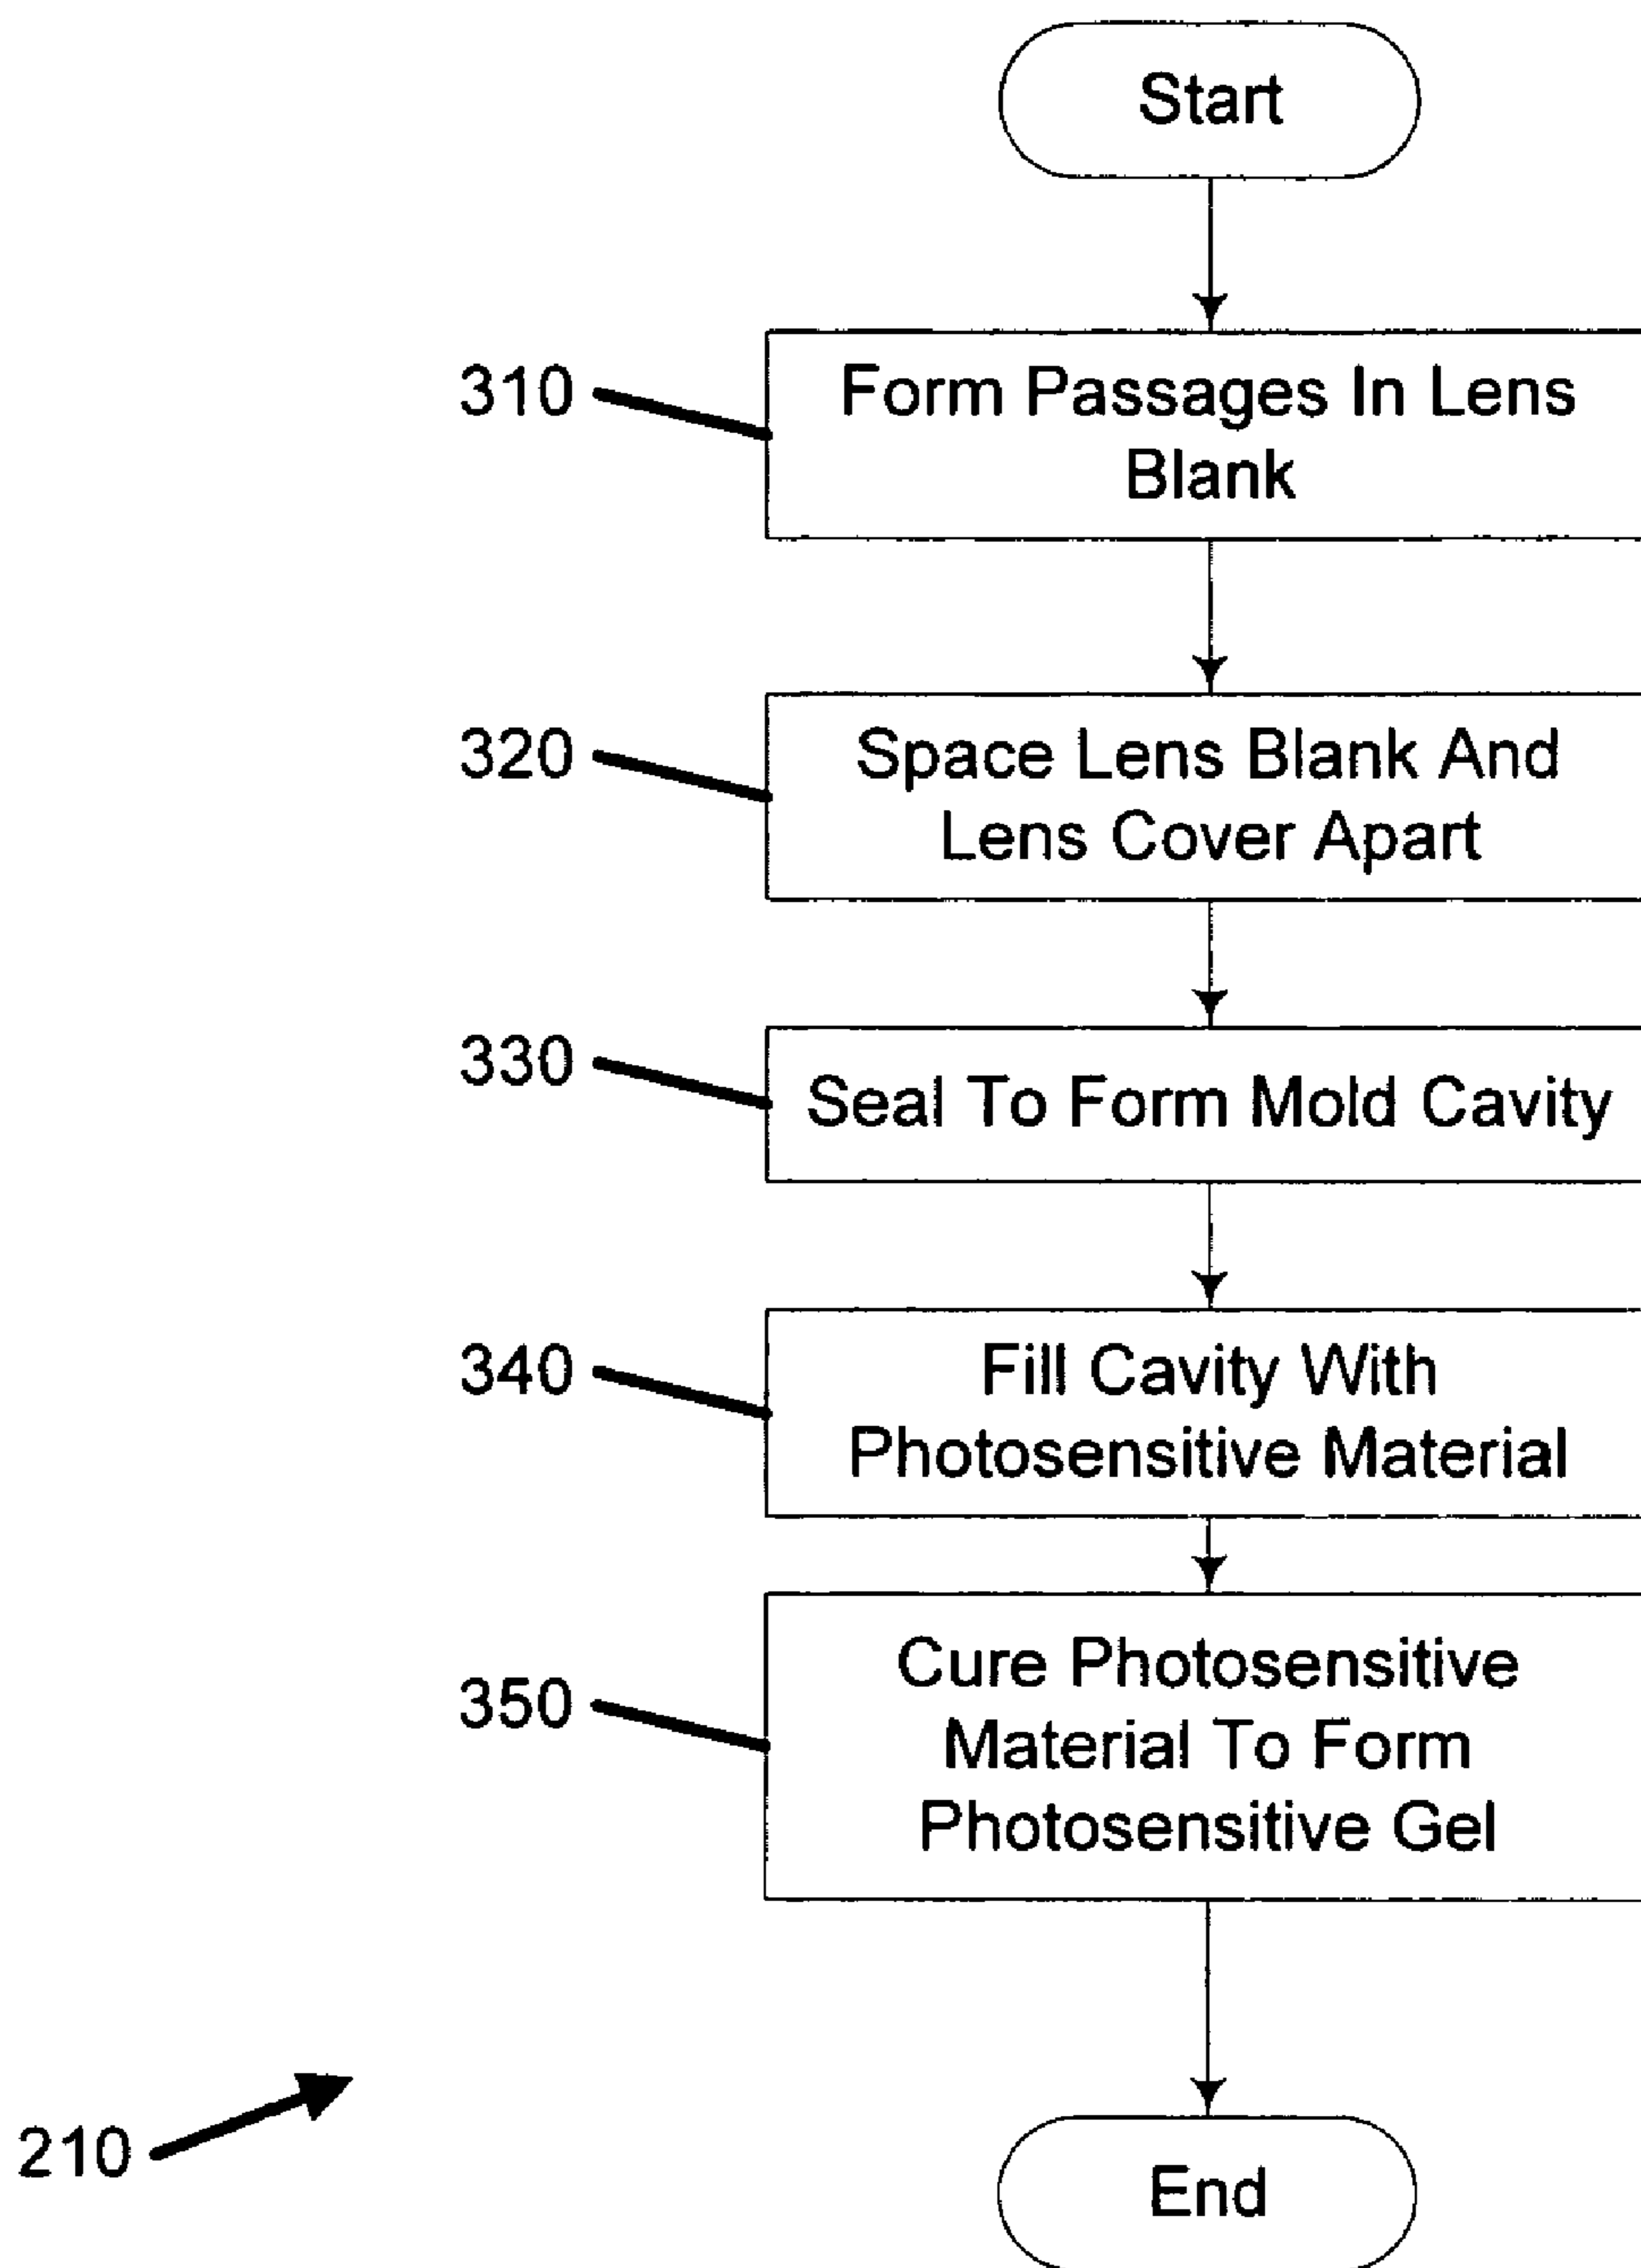 Start
310
Form Passages In Lens
Blank
320
Space Lens Blank And
Lens Cover Apart
330
Seal To Form Mold Cavity
340
Fill Cavity With
Photosensitive Material
350
Cure Photosensitive
Material To Form
Photosensitive Gel
210
End